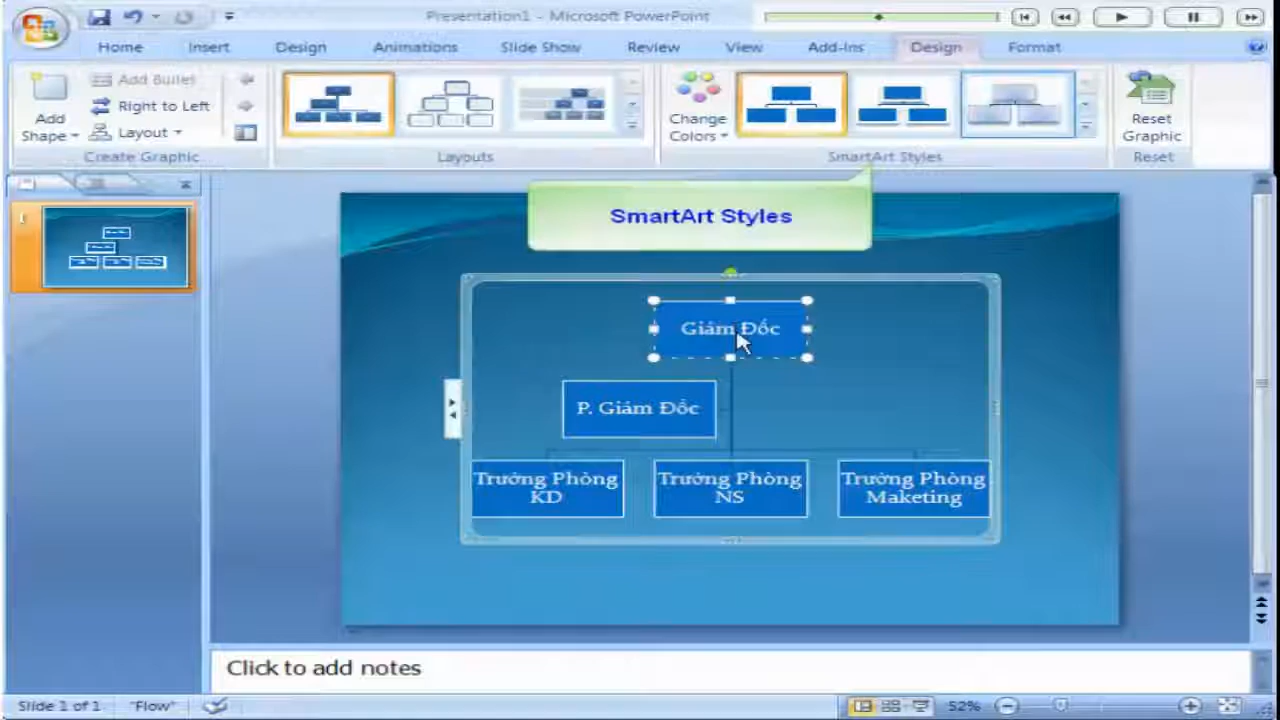 Presentation1 - Microsoft PowerPoint
Home Insert Design Animations Slide Show Review View Add-Ins Design Format
Add Shape
Add Bullet
Right to Left
Layout
Create Graphic
Layouts
Change Colors
SmartArt Styles
Reset Graphic
Reset
1
SmartArt Styles
Giám Đốc
P. Giám Đốc
Trưởng Phòng
KD
Trưởng Phòng
NS
Trưởng Phòng
Maketing
Click to add notes
Slide 1 of 1 "Flow" 52%